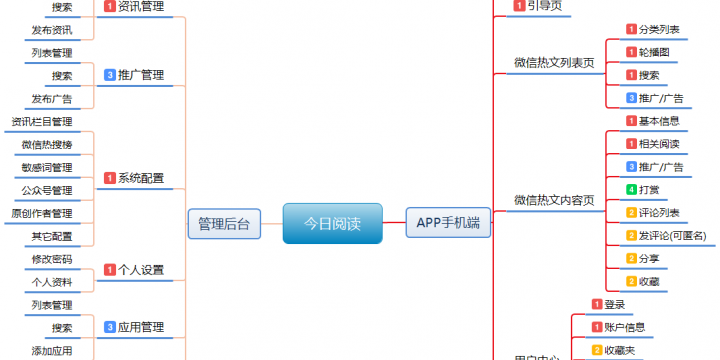 搜索
1 资讯管理
发布资讯
列表管理
搜索
3 推广管理
发布广告
资讯栏目管理
微信热搜榜
敏感词管理
1 系统配置
公众号管理
原创作者管理
其它配置
修改密码
1 个人设置
个人资料
列表管理
搜索
3 应用管理
添加应用
管理后台
今日阅读
APP手机端
1 引导页
微信热文列表页
1 分类列表
1 轮播图
1 搜索
3 推广/广告
微信热文内容页
1 基本信息
1 相关阅读
3 推广/广告
4 打赏
2 评论列表
2 发评论(可匿名)
2 分享
2 收藏
用户中心
1 登录
1 账户信息
2 收藏夹